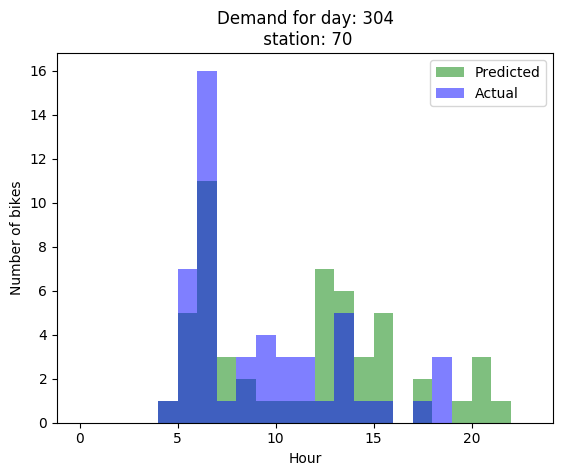 Demand for day: 304
station: 70
Predicted
Actual
Number of bikes
16
14
12
10
8
6
4
2
0
0 5 10 15 20
Hour